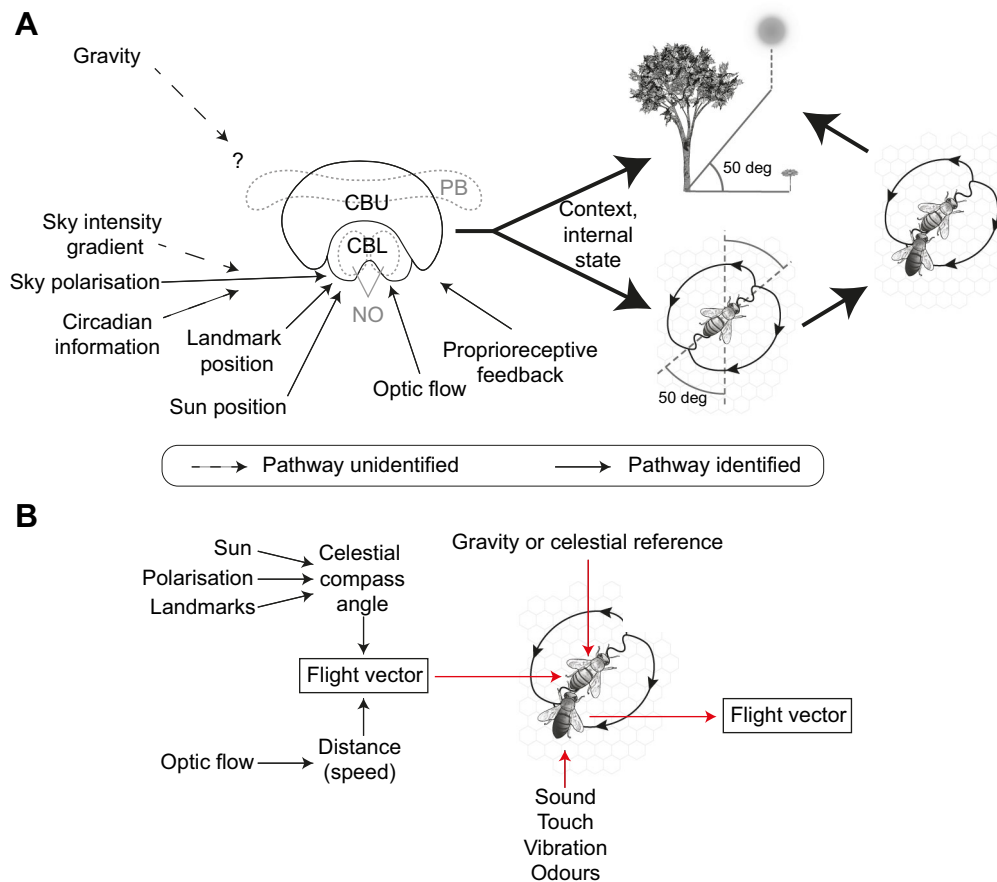 A
Gravity
?
PB
CBU
CBL
NO
Sky intensity
gradient
Sky polarisation
Circadian
information
Landmark
position
Sun position
Optic flow
Proprioreceptive
feedback
Context,
internal
state
50 deg
50 deg
Pathway unidentified
Pathway identified
B
Sun
Polarisation
Landmarks
Celestial
compass
angle
Flight vector
Optic flow
Distance
(speed)
Gravity or celestial reference
Flight vector
Sound
Touch
Vibration
Odours